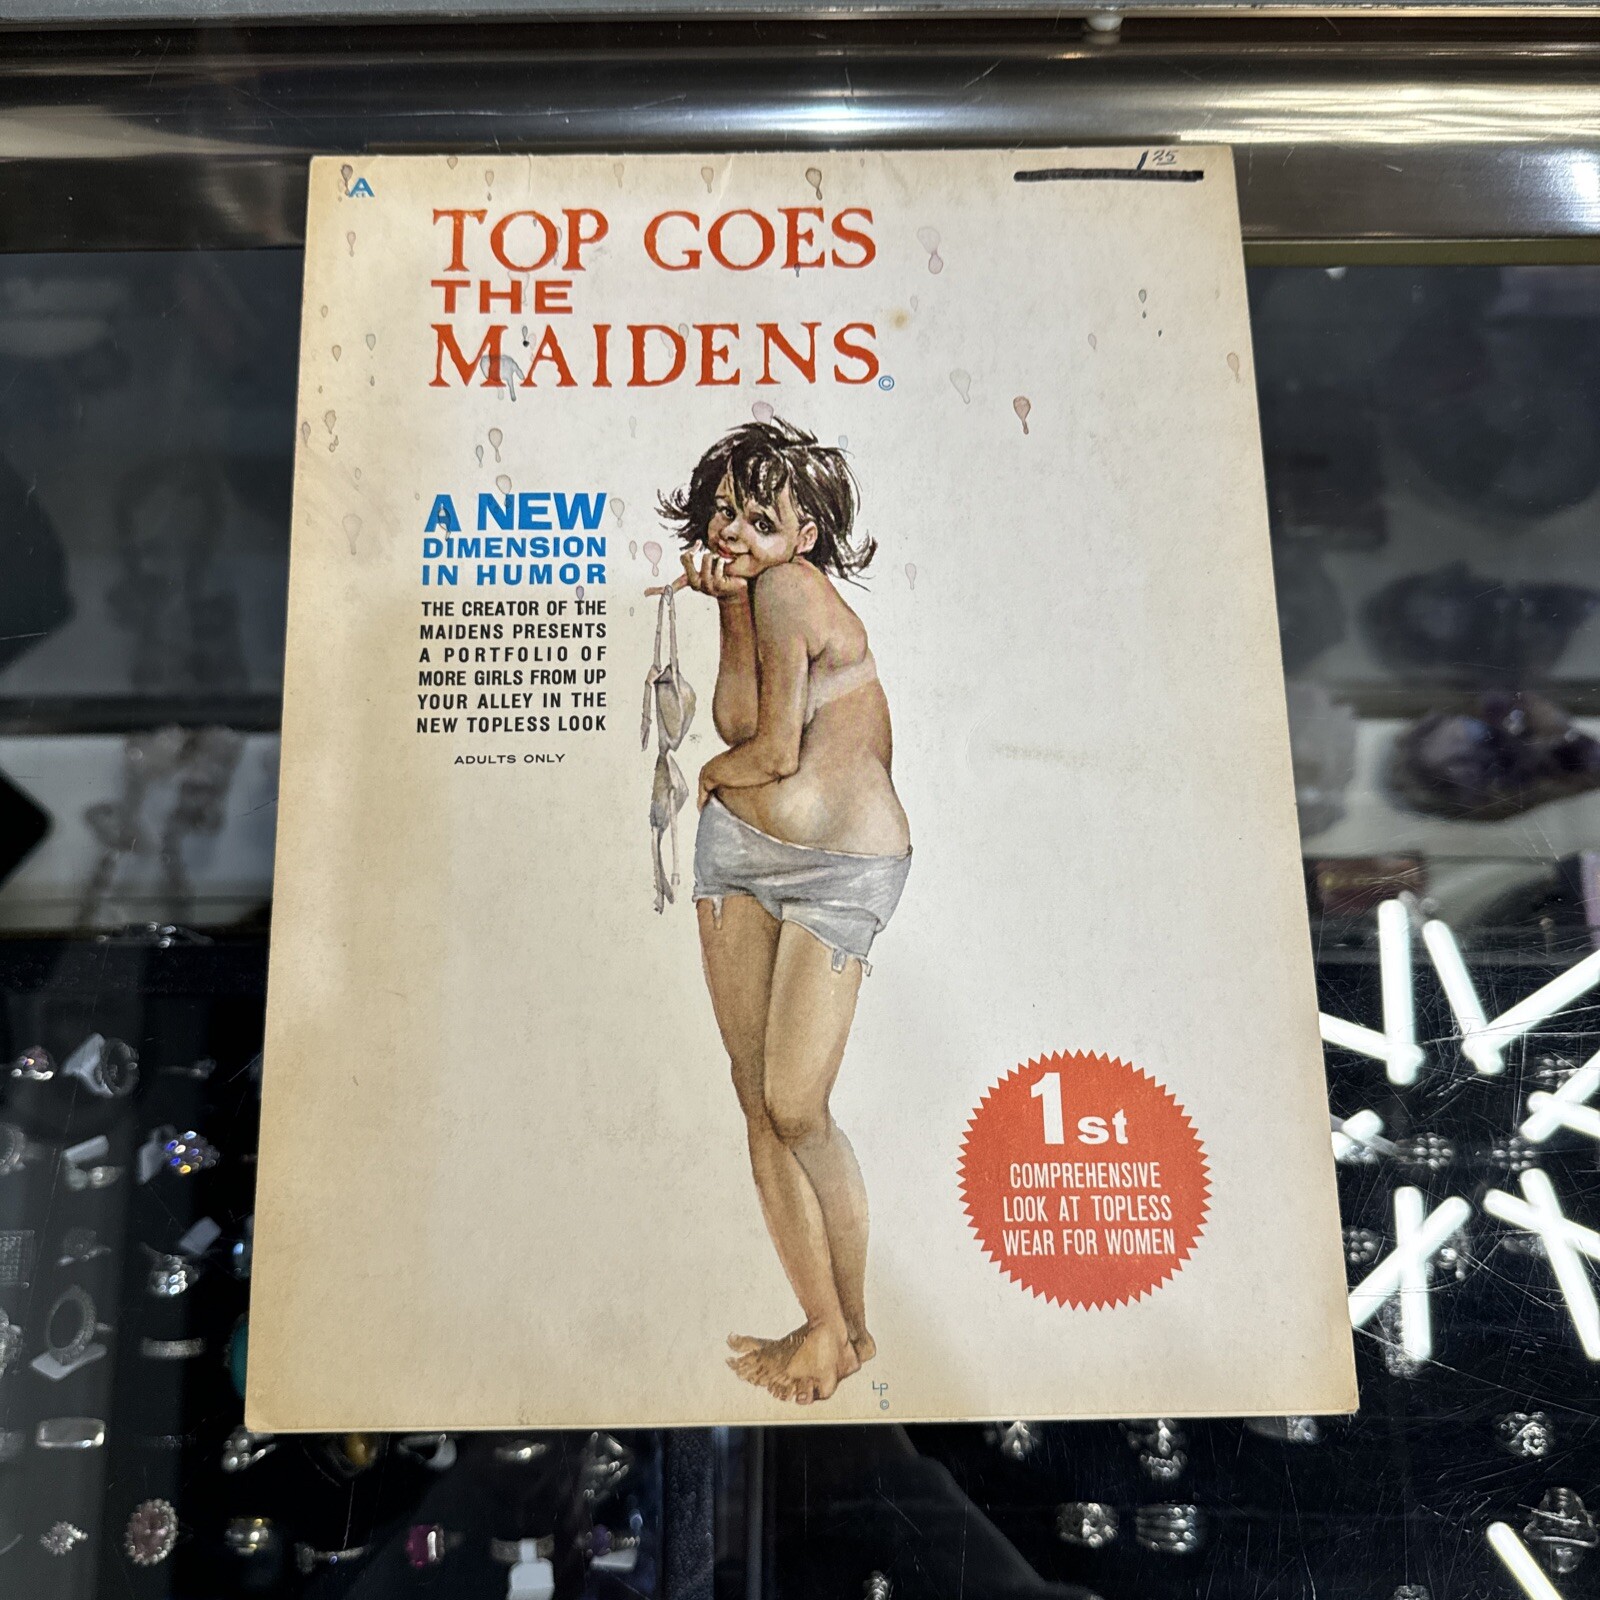 A
1 25
TOP GOES
THE
MAIDENS
©
A NEW
DIMENSION
IN HUMOR
THE CREATOR OF THE
MAIDENS PRESENTS
A PORTFOLIO OF
MORE GIRLS FROM UP
YOUR ALLEY IN THE
NEW TOPLESS LOOK
ADULTS ONLY
1st
COMPREHENSIVE
LOOK AT TOPLESS
WEAR FOR WOMEN
LP
©